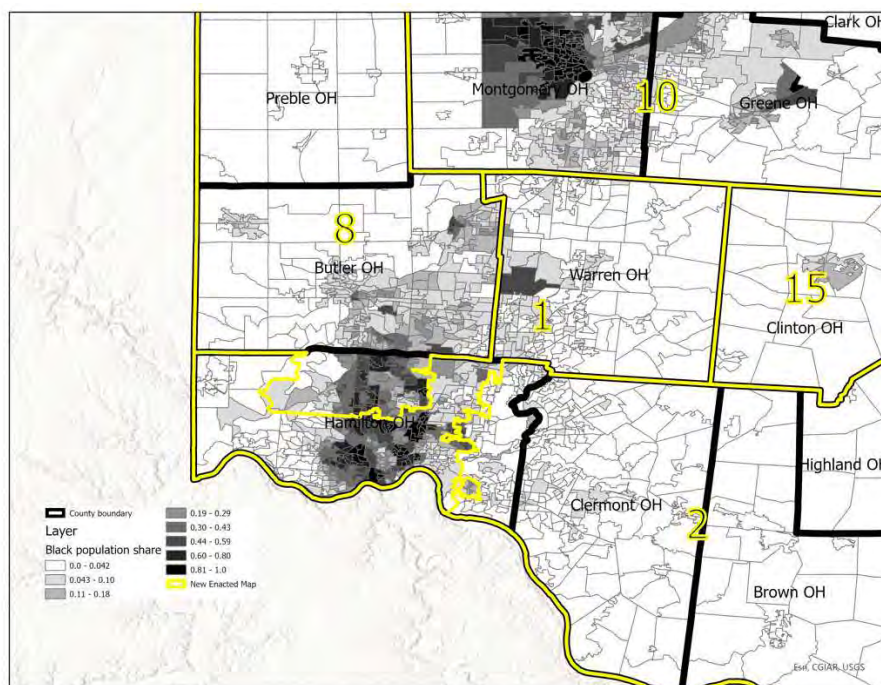 Clark OH
Preble OH
Montgomery OH
10
Greene OH
8
Butler OH
Warren OH
1
15
Clinton OH
Hamilton OH
Highland OH
Clermont OH
2
Brown OH
County boundary
Layer
Black population share
0.0 - 0.042
0.043 - 0.10
0.11 - 0.18
0.19 - 0.29
0.30 - 0.43
0.44 - 0.59
0.60 - 0.80
0.81 - 1.0
New Enacted Map
Esri, CGIAR, USGS